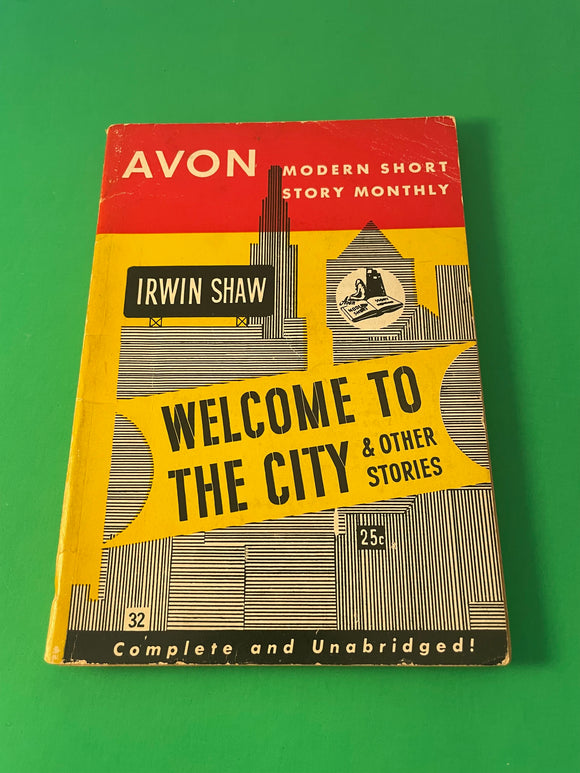 AVON
MODERN SHORT
STORY MONTHLY
IRWIN SHAW
WELCOME TO
THE CITY
& OTHER
STORIES
25c
32
Complete and Unabridged!